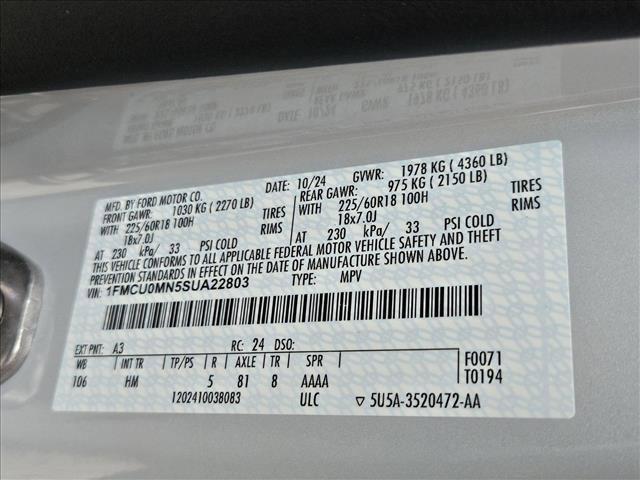 MFD. BY FORD MOTOR CO.
DATE: 10/24 GVWR: 1978 KG (4360 LB)
FRONT GAWR: 1030 KG (2270 LB)
REAR GAWR: 975 KG (2150 LB)
WITH 225/60R18 100H TIRES
WITH 225/60R18 100H TIRES
18x7.0J RIMS
18x7.0J RIMS
AT 230 kPa/ 33 PSI COLD
AT 230 kPa/ 33 PSI COLD
THIS VEHICLE CONFORMS TO ALL APPLICABLE FEDERAL MOTOR VEHICLE SAFETY AND THEFT
PREVENTION STANDARDS IN EFFECT ON THE DATE OF MANUFACTURE SHOWN ABOVE.
VIN: 1FMCU0MN5SUA22803 TYPE: MPV
EXT PNT: A3 RC: 24 DSO:
WB INT TR TP/PS R AXLE TR SPR F0071
106 HM 5 81 8 AAAA T0194
1202410038083 ULC ▽ 5U5A-3520472-AA